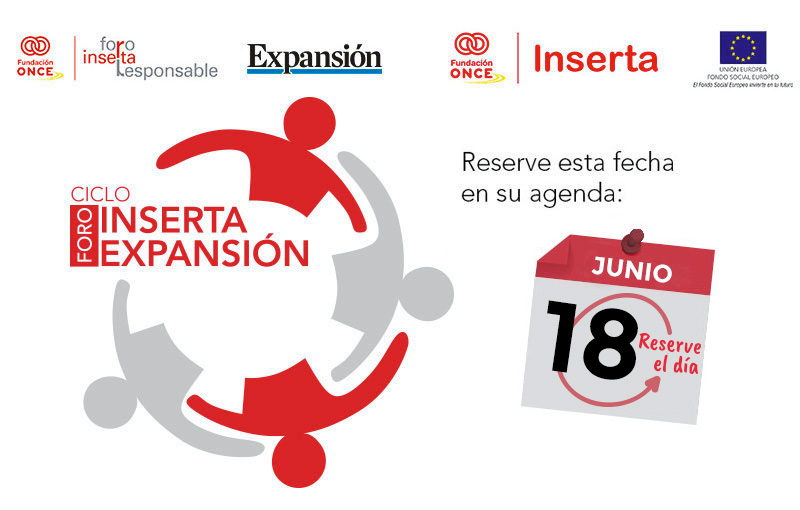 Fundación
ONCE
foro
inserta
responsable
Expansión
Fundación
ONCE
Inserta
UNIÓN EUROPEA
FONDO SOCIAL EUROPEO
El Fondo Social Europeo invierte en su futuro
CICLO
FORO
INSERTA
EXPANSIÓN
Reserve esta fecha
en su agenda:
JUNIO
18
Reserve
el día